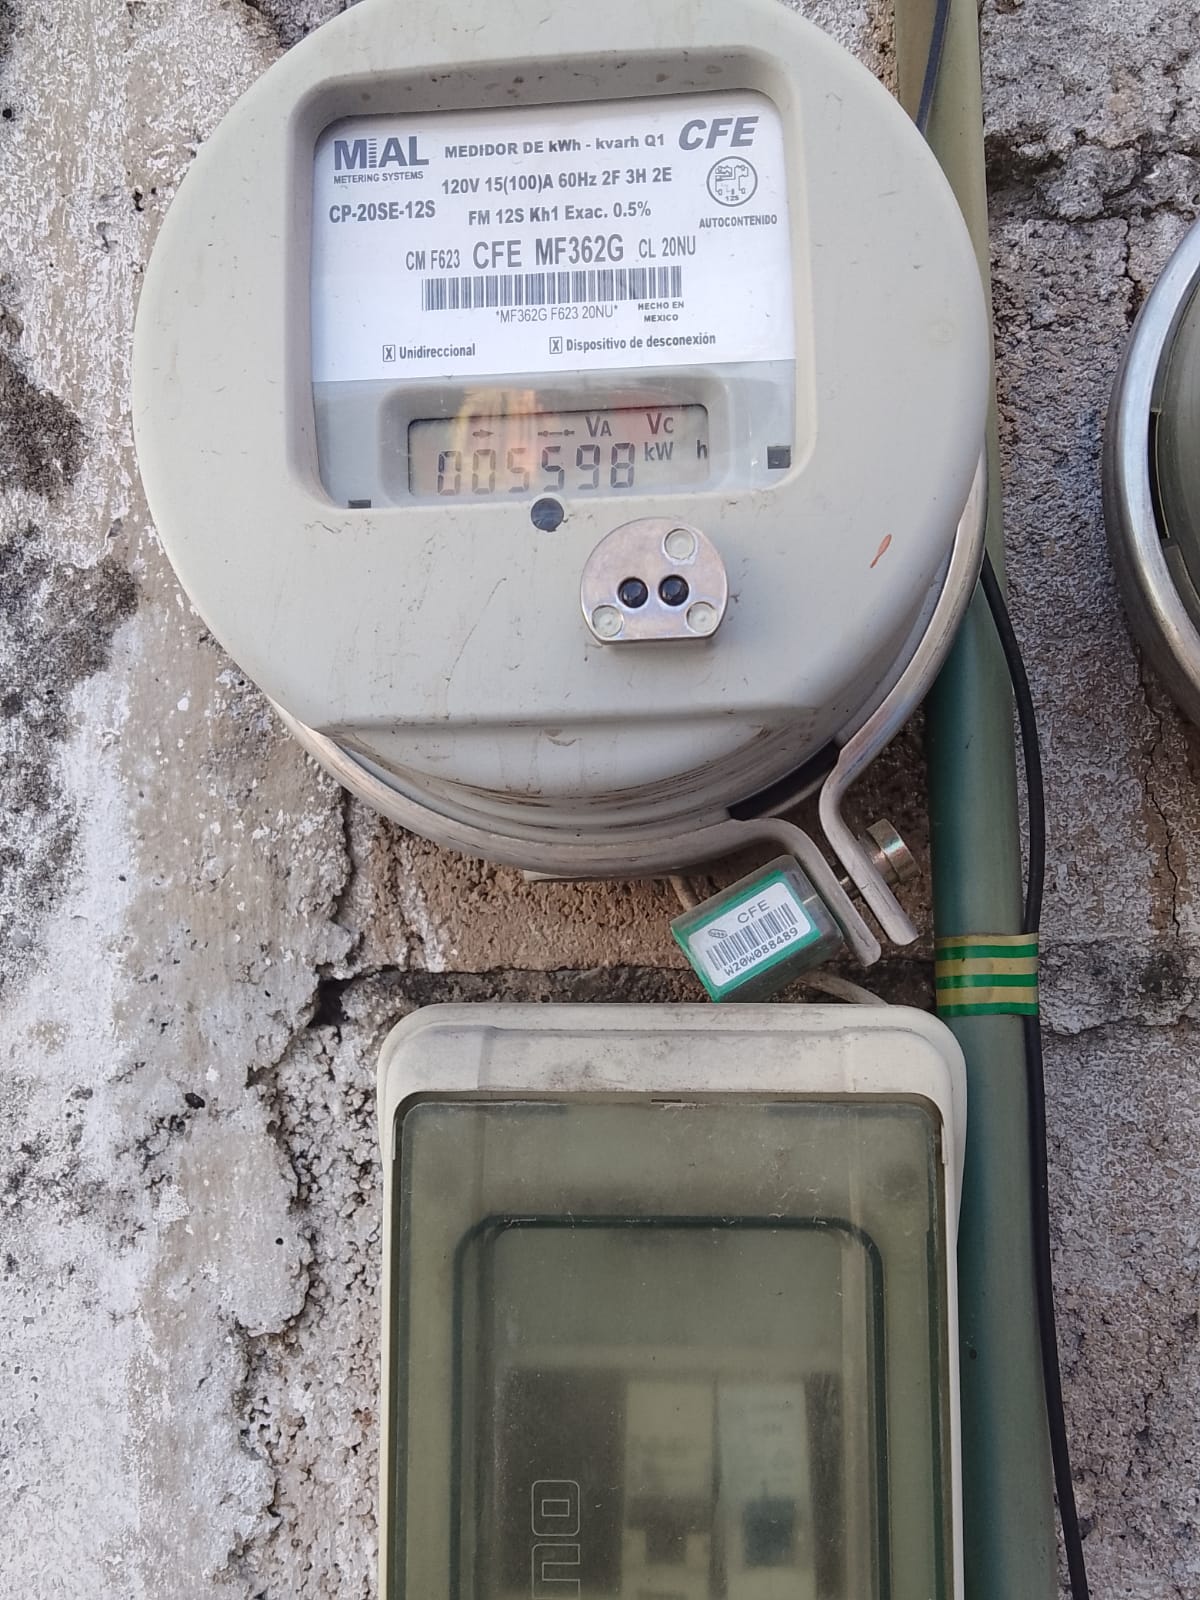 MIAL
METERING SYSTEMS
MEDIDOR DE kWh - kvarh Q1
CFE
120V 15(100)A 60Hz 2F 3H 2E
CP-20SE-12S
FM 12S Kh1 Exac. 0.5%
12S
AUTOCONTENIDO
CM F623 CFE MF362G CL 20NU
*MF362G F623 20NU*
HECHO EN
MEXICO
X Unidireccional
X Dispositivo de desconexión
VA VC
005598 kW h
CFE
W20W088489